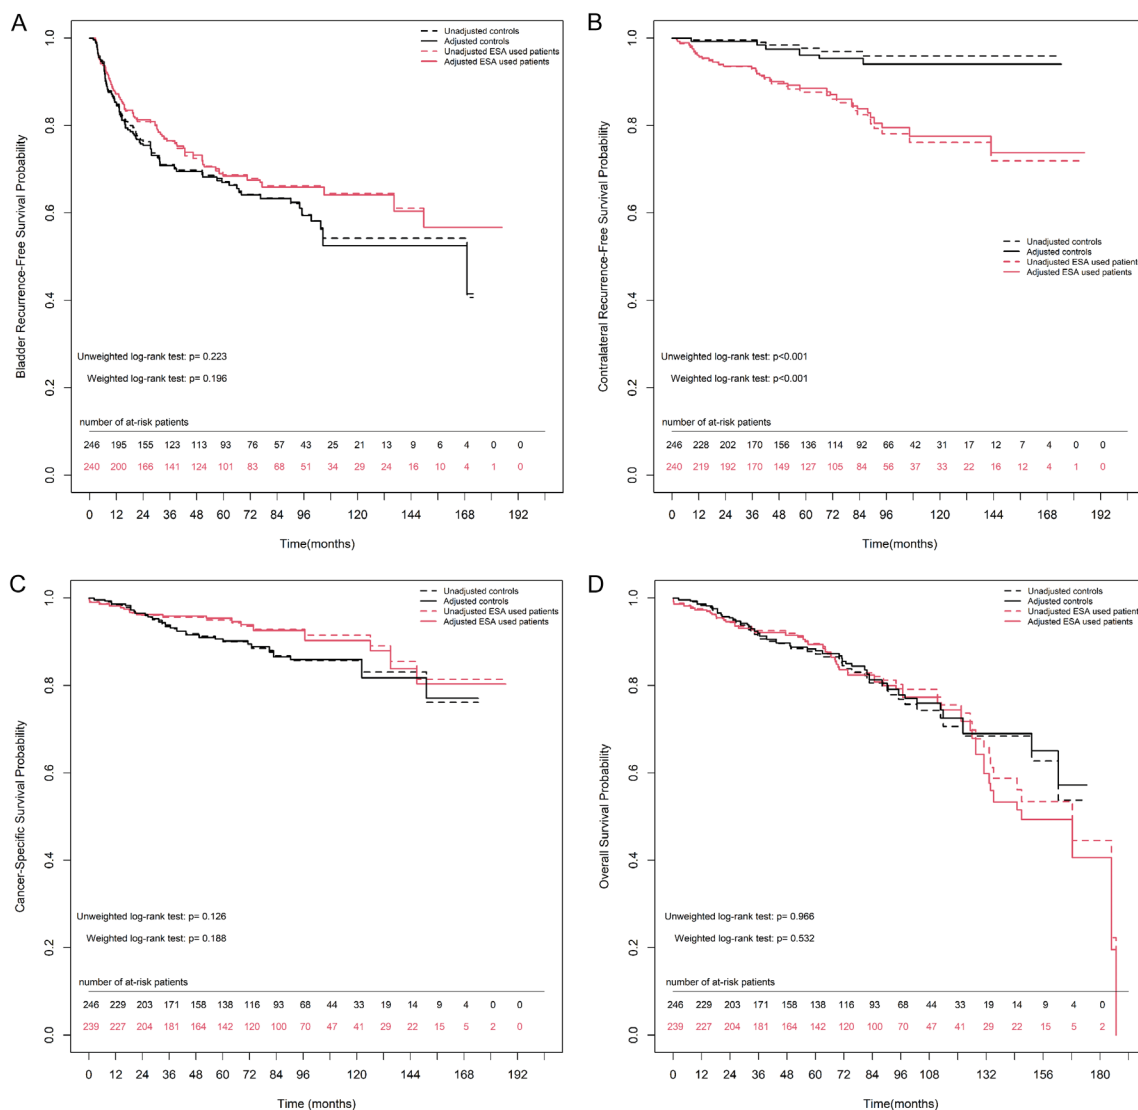 A
Unadjusted controls
Adjusted controls
Unadjusted ESA used patients
Adjusted ESA used patients
Bladder Recurrence-Free Survival Probability
1.0
0.8
0.6
0.4
0.2
0.0
Unweighted log-rank test: p= 0.223
Weighted log-rank test: p= 0.196
number of at-risk patients
246 195 155 123 113 93 76 57 43 25 21 13 9 6 4 0 0
240 200 166 141 124 101 83 68 51 34 29 24 16 10 4 1 0
0 12 24 36 48 60 72 84 96 120 144 168 192
Time(months)
B
Unadjusted controls
Adjusted controls
Unadjusted ESA used patients
Adjusted ESA used patients
Contralateral Recurrence-Free Survival Probability
1.0
0.8
0.6
0.4
0.2
0.0
Unweighted log-rank test: p<0.001
Weighted log-rank test: p<0.001
number of at-risk patients
246 228 202 170 156 136 114 92 66 42 31 17 12 7 4 0 0
240 219 192 170 149 127 105 84 56 37 33 22 16 12 4 1 0
0 12 24 36 48 60 72 84 96 120 144 168 192
Time(months)
C
Unadjusted controls
Adjusted controls
Unadjusted ESA used patients
Adjusted ESA used patients
Cancer-Specific Survival Probability
1.0
0.8
0.6
0.4
0.2
0.0
Unweighted log-rank test: p= 0.126
Weighted log-rank test: p= 0.188
number of at-risk patients
246 229 203 171 158 138 116 93 68 44 33 19 14 9 4 0 0
239 227 204 181 164 142 120 100 70 47 41 29 22 15 5 2 0
0 12 24 36 48 60 72 84 96 120 144 168 192
Time (months)
D
Unadjusted controls
Adjusted controls
Unadjusted ESA used patients
Adjusted ESA used patients
Overall Survival Probability
1.0
0.8
0.6
0.4
0.2
0.0
Unweighted log-rank test: p= 0.966
Weighted log-rank test: p= 0.532
number of at-risk patients
246 229 203 171 158 138 116 93 68 44 33 19 14 9 4 0
239 227 204 181 164 142 120 100 70 47 41 29 22 15 5 2
0 12 24 36 48 60 72 84 96 108 132 156 180
Time(months)